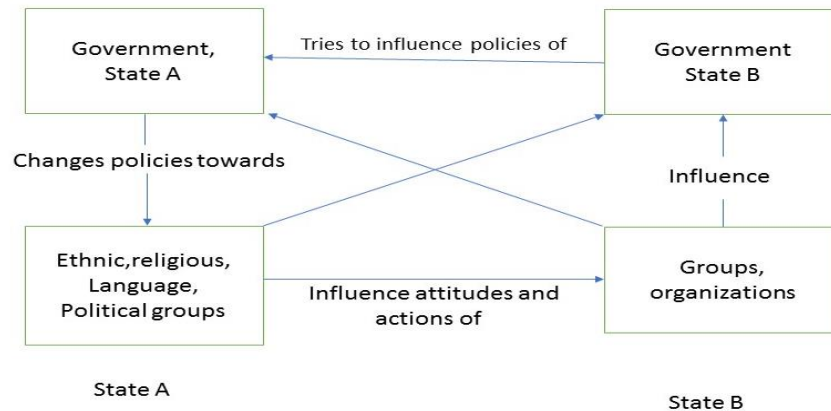 Government,
State A
Tries to influence policies of
Government
State B
Changes policies towards
Influence
Ethnic,religious,
Language,
Political groups
Influence attitudes and
actions of
Groups,
organizations
State A
State B